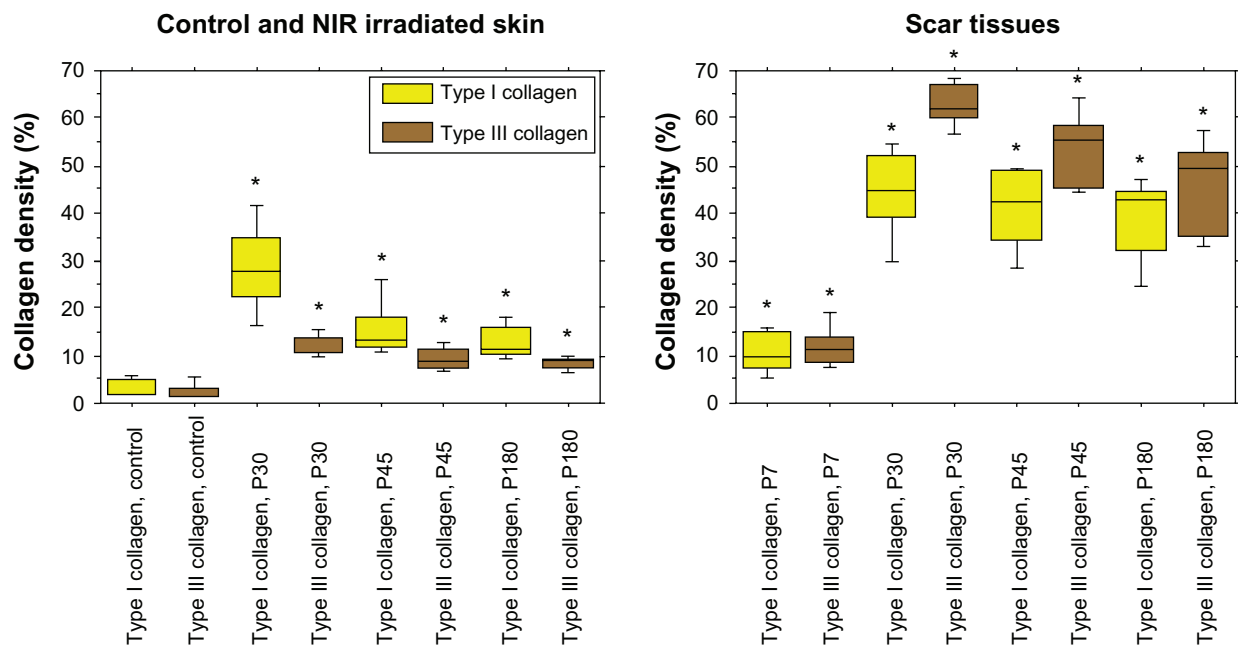 Control and NIR irradiated skin
Collagen density (%)
70
60
50
40
30
20
10
0
Type I collagen
Type III collagen
*
*
*
*
*
*
Type I collagen, control
Type III collagen, control
Type I collagen, P30
Type III collagen, P30
Type I collagen, P45
Type III collagen, P45
Type I collagen, P180
Type III collagen, P180
Scar tissues
Collagen density (%)
70
60
50
40
30
20
10
0
*
*
*
*
*
*
*
*
Type I collagen, P7
Type III collagen, P7
Type I collagen, P30
Type III collagen, P30
Type I collagen, P45
Type III collagen, P45
Type I collagen, P180
Type III collagen, P180